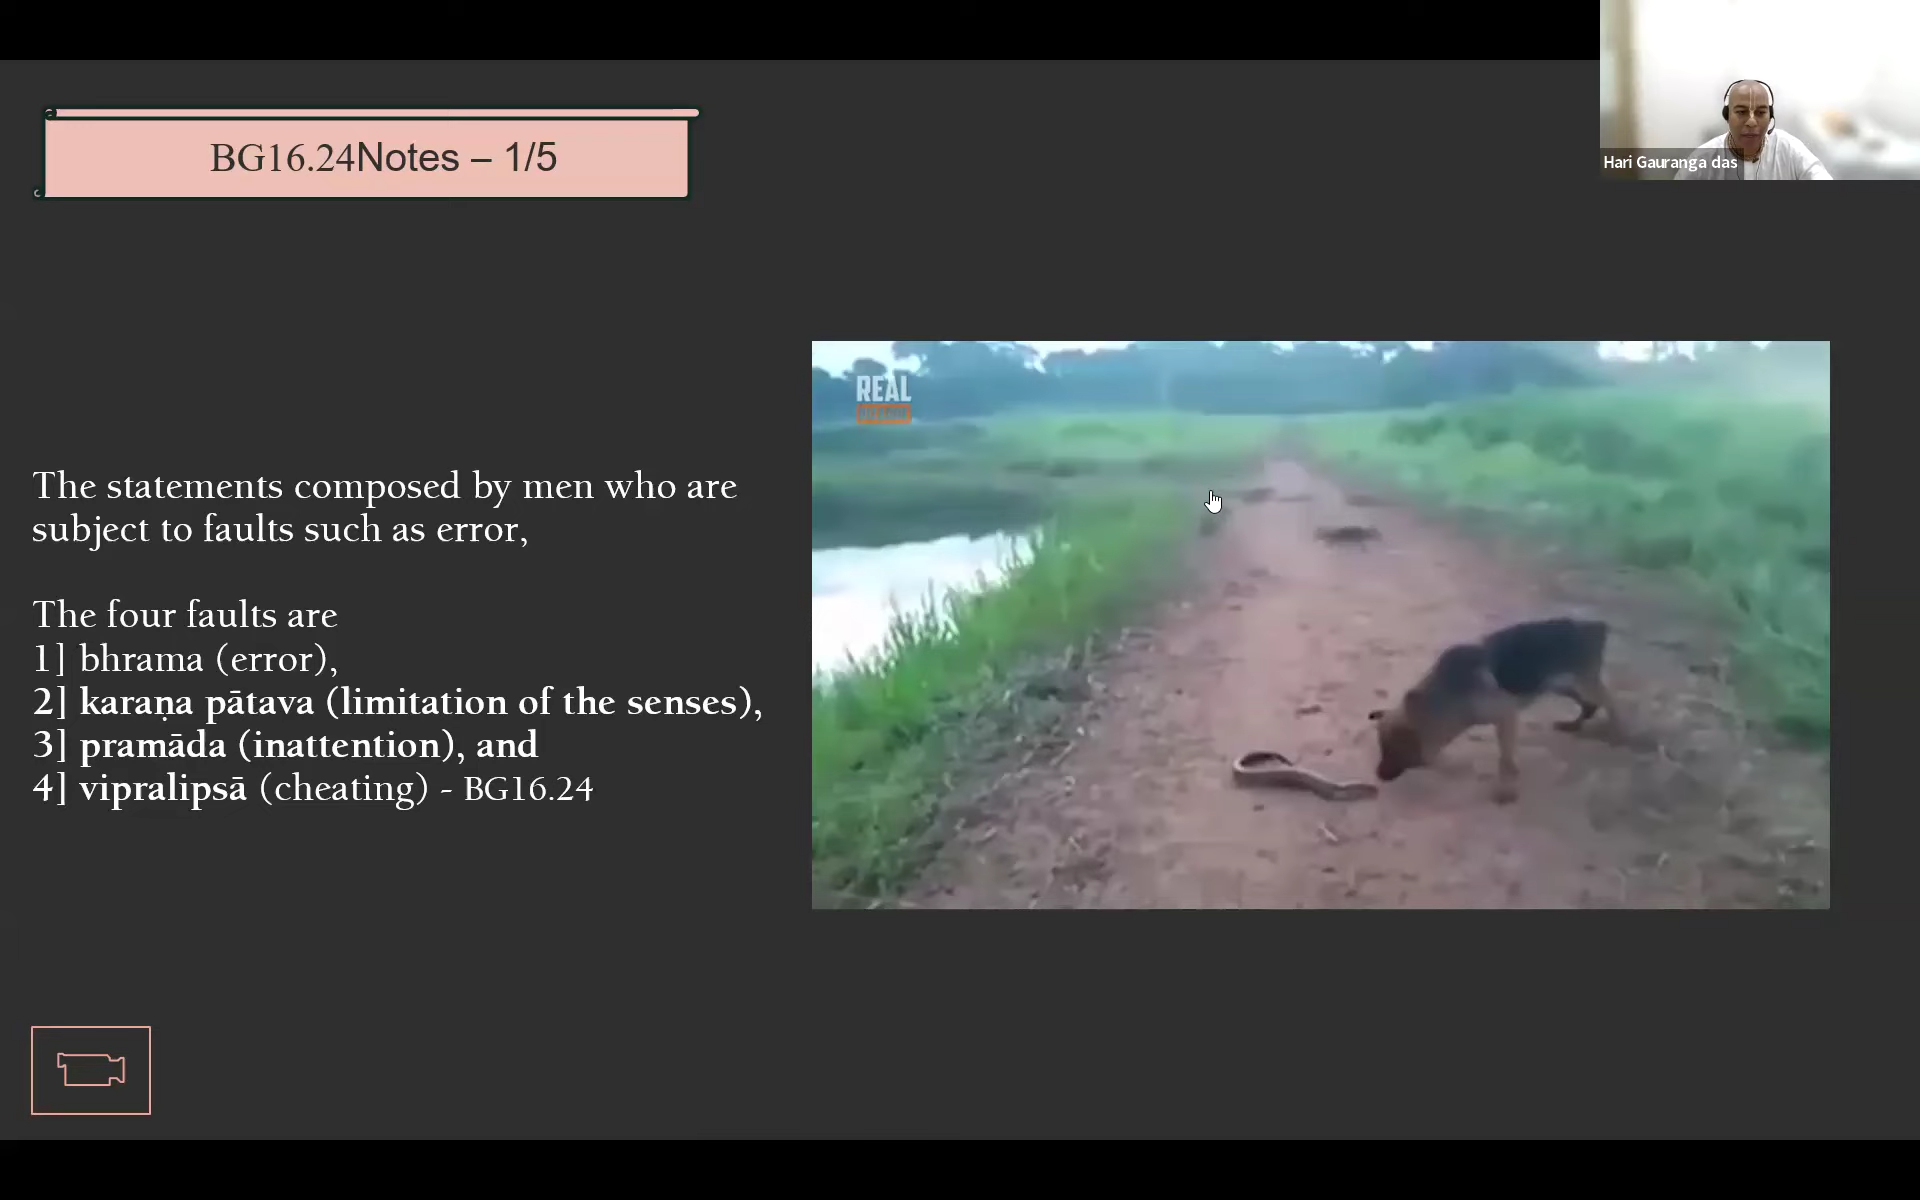 BG16.24Notes – 1/5
Hari Gauranga das
REAL
The statements composed by men who are
subject to faults such as error,
The four faults are
1] bhrama (error),
2] karaṇa pātava (limitation of the senses),
3] pramāda (inattention), and
4] vipralipsā (cheating) - BG16.24